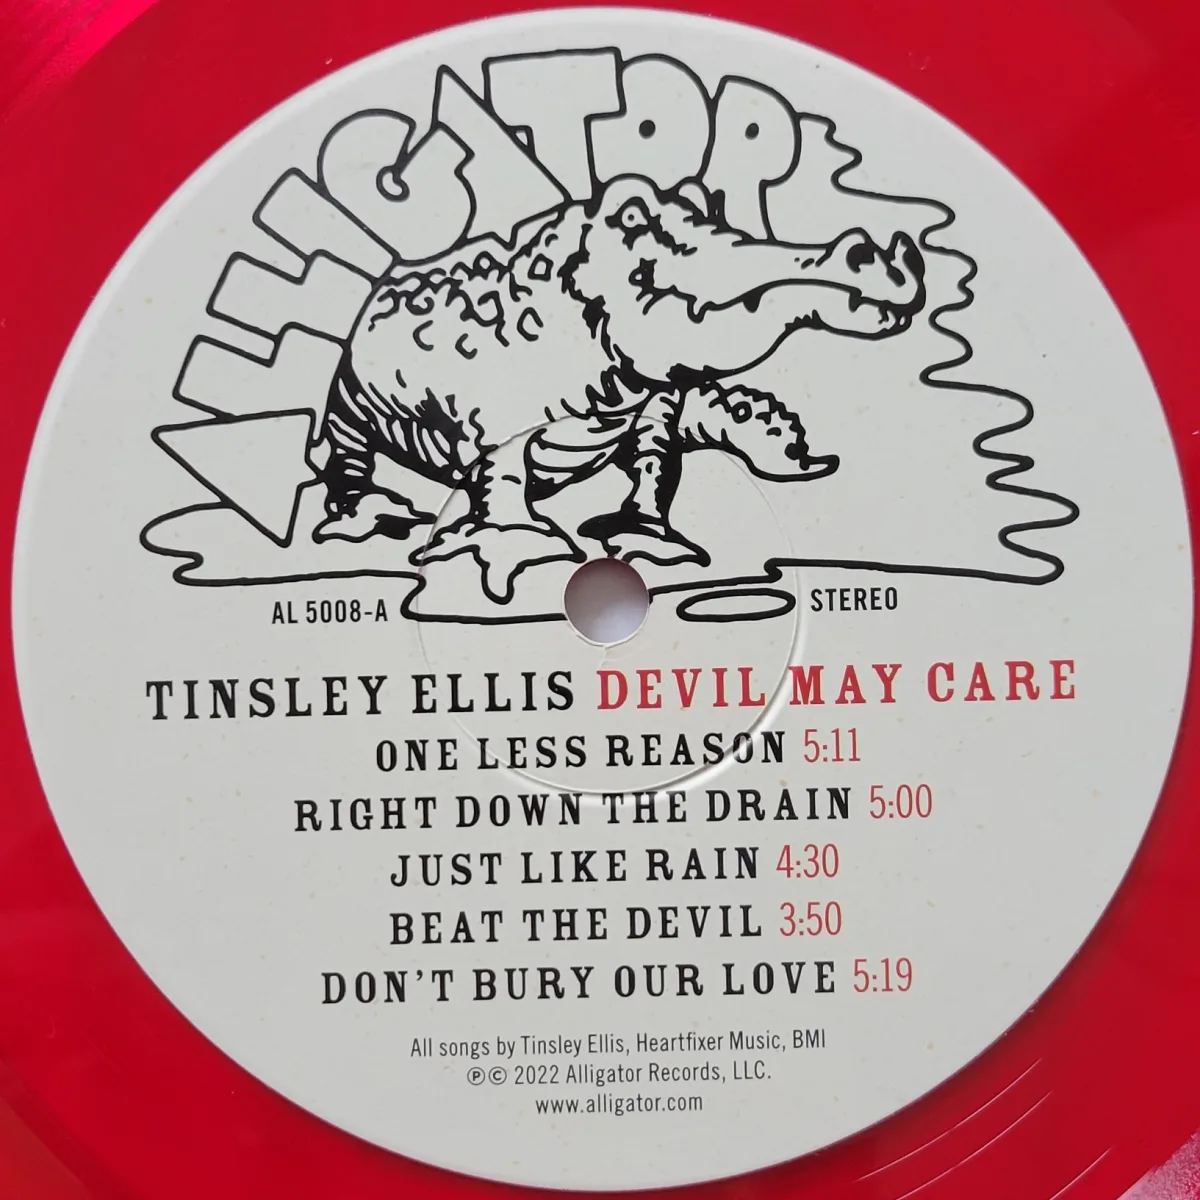 ALLIGATOR
AL 5008-A STEREO
TINSLEY ELLIS DEVIL MAY CARE
ONE LESS REASON 5:11
RIGHT DOWN THE DRAIN 5:00
JUST LIKE RAIN 4:30
BEAT THE DEVIL 3:50
DON'T BURY OUR LOVE 5:19
All songs by Tinsley Ellis, Heartfixer Music, BMI
℗© 2022 Alligator Records, LLC.
www.alligator.com